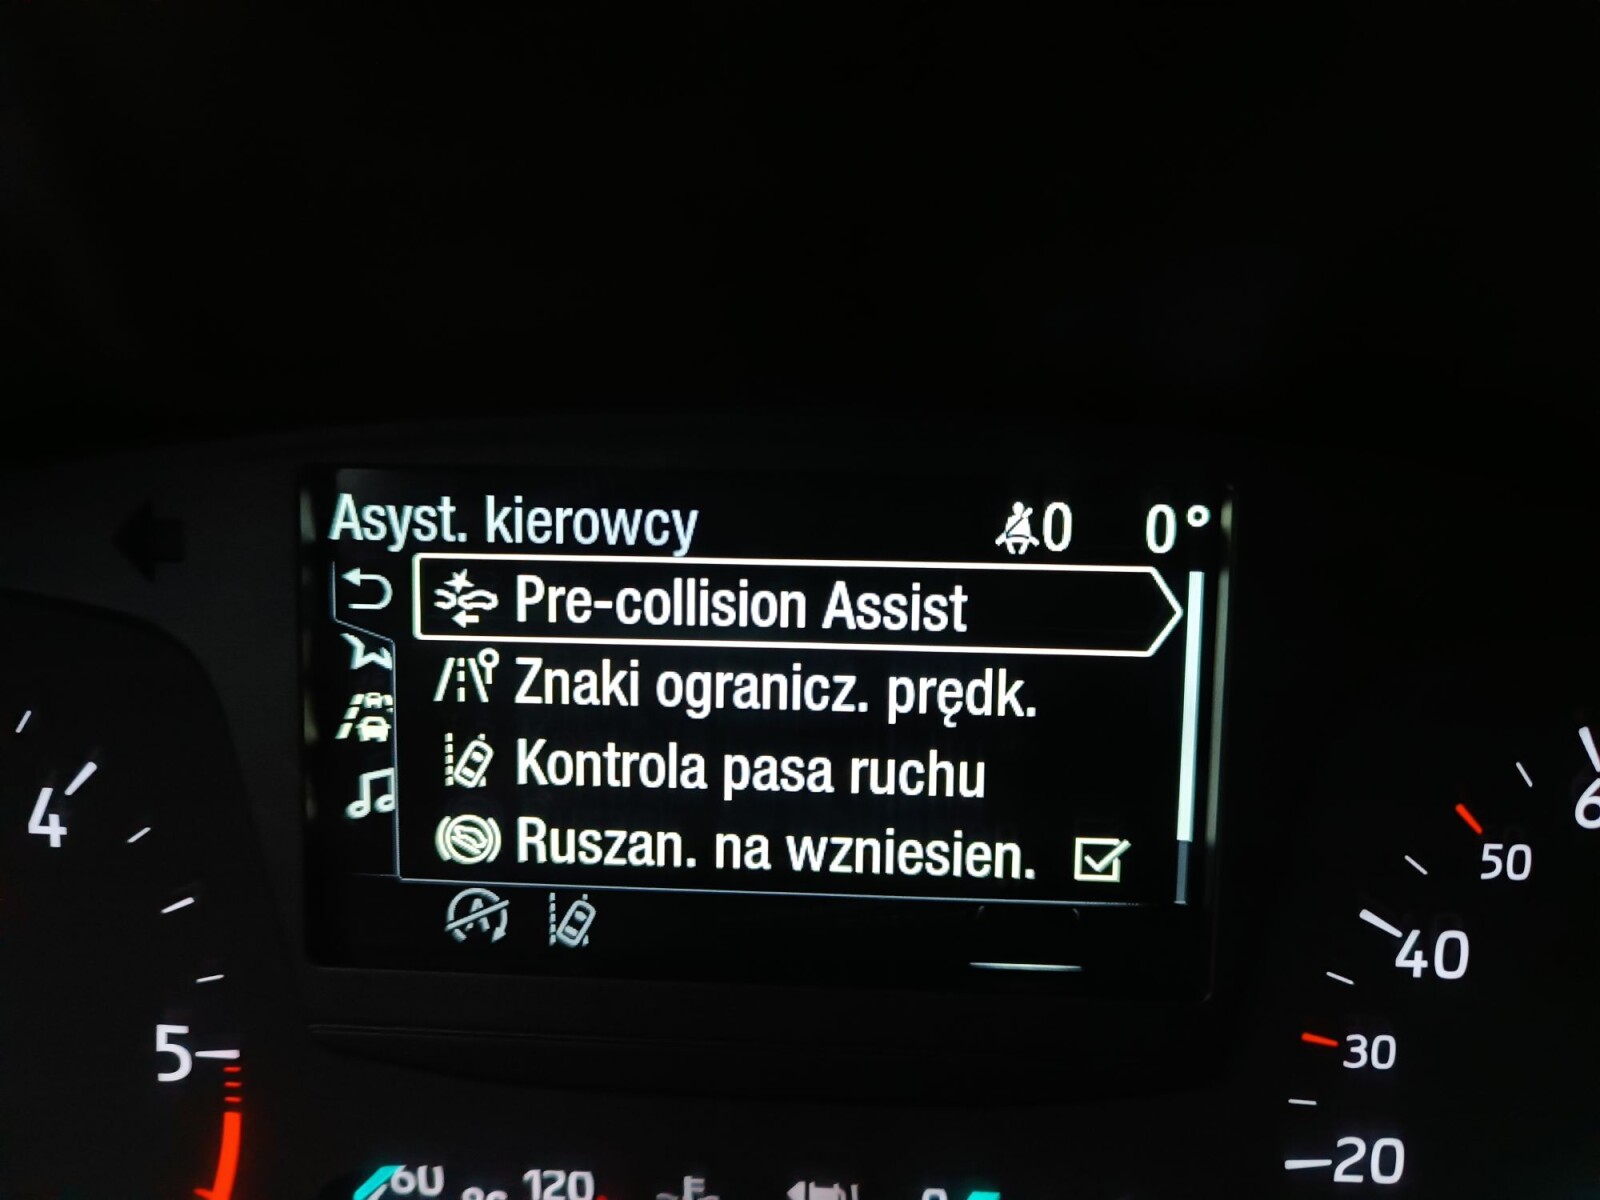 Asyst. kierowcy 0 0°
Pre-collision Assist
Znaki ogranicz. prędk.
Kontrola pasa ruchu
Ruszan. na wzniesien.
4
5
50
40
30
20
60 120